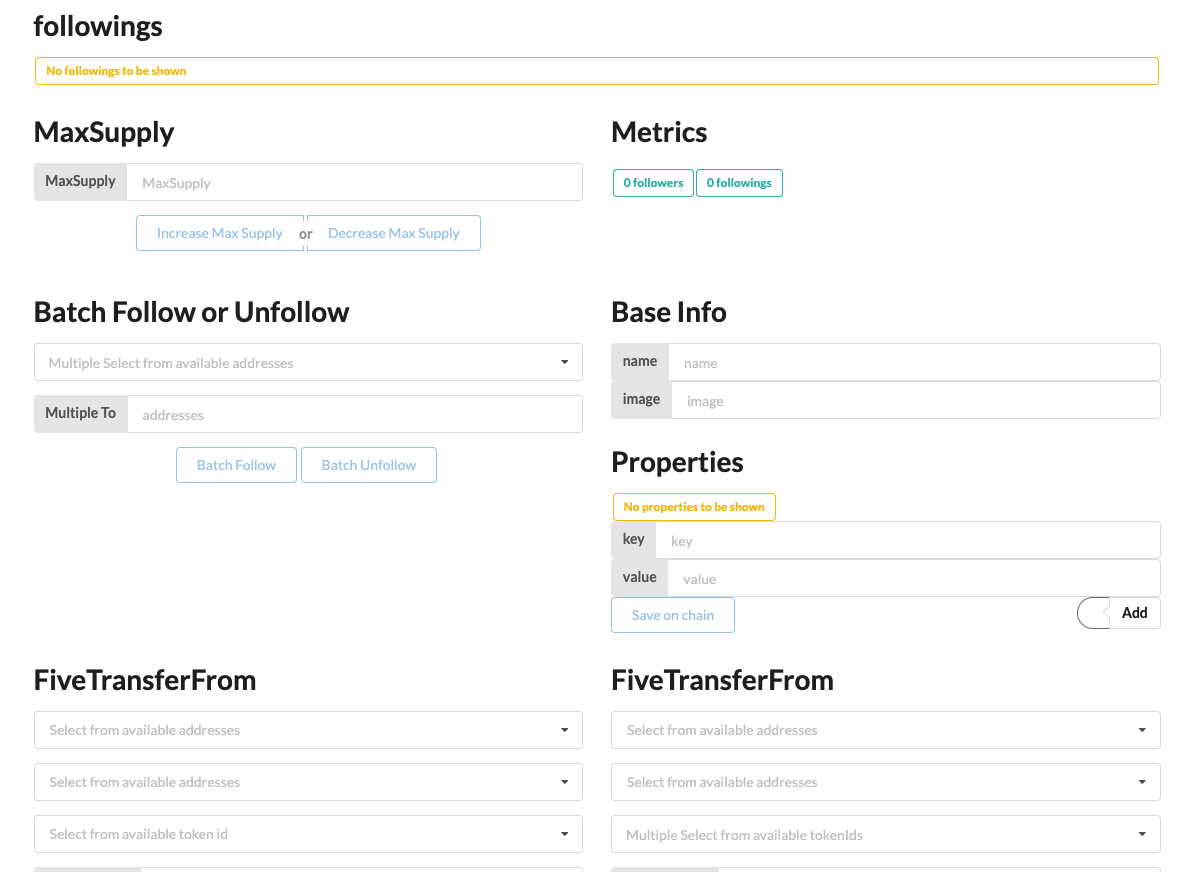 followings
No followings to be shown
MaxSupply
MaxSupply MaxSupply
Increase Max Supply or Decrease Max Supply
Metrics
0 followers 0 followings
Batch Follow or Unfollow
Multiple Select from available addresses
Multiple To addresses
Batch Follow Batch Unfollow
Base Info
name name
image image
Properties
No properties to be shown
key key
value value
Save on chain Add
FiveTransferFrom
Select from available addresses
Select from available addresses
Select from available token id
FiveTransferFrom
Select from available addresses
Select from available addresses
Multiple Select from available tokenIds